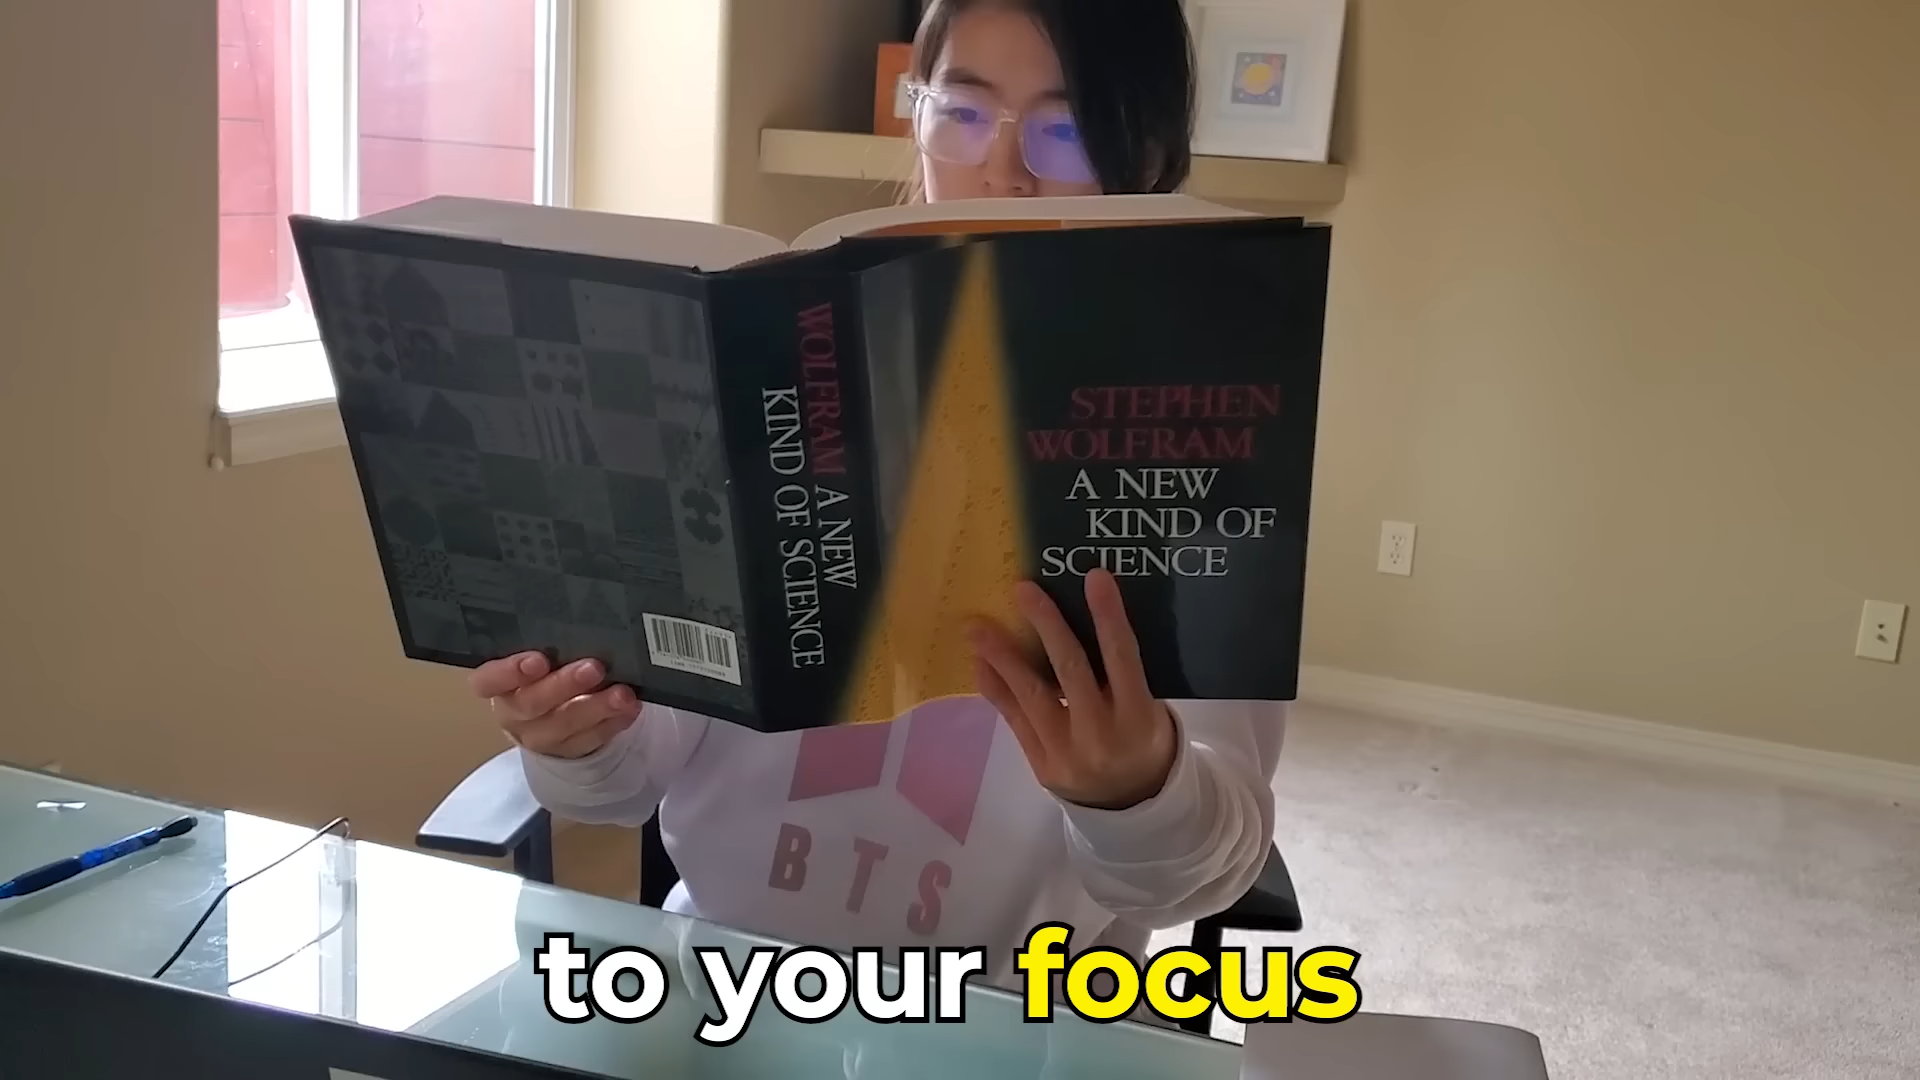 WOLFRAM A NEW
KIND OF SCIENCE
STEPHEN
WOLFRAM
A NEW
KIND OF
SCIENCE
BTS
to your focus